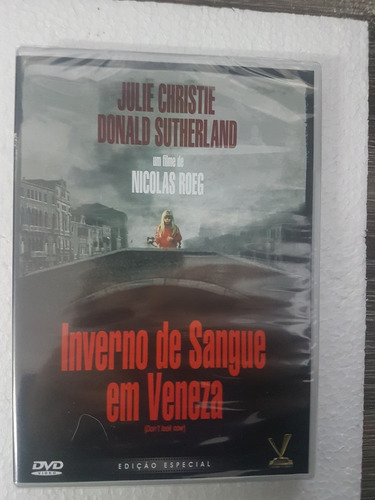 JULIE CHRISTIE
DONALD SUTHERLAND
um filme de
NICOLAS ROEG
Inverno de Sangue
em Veneza
(Don't look now)
DVD
VIDEO
EDIÇÃO ESPECIAL